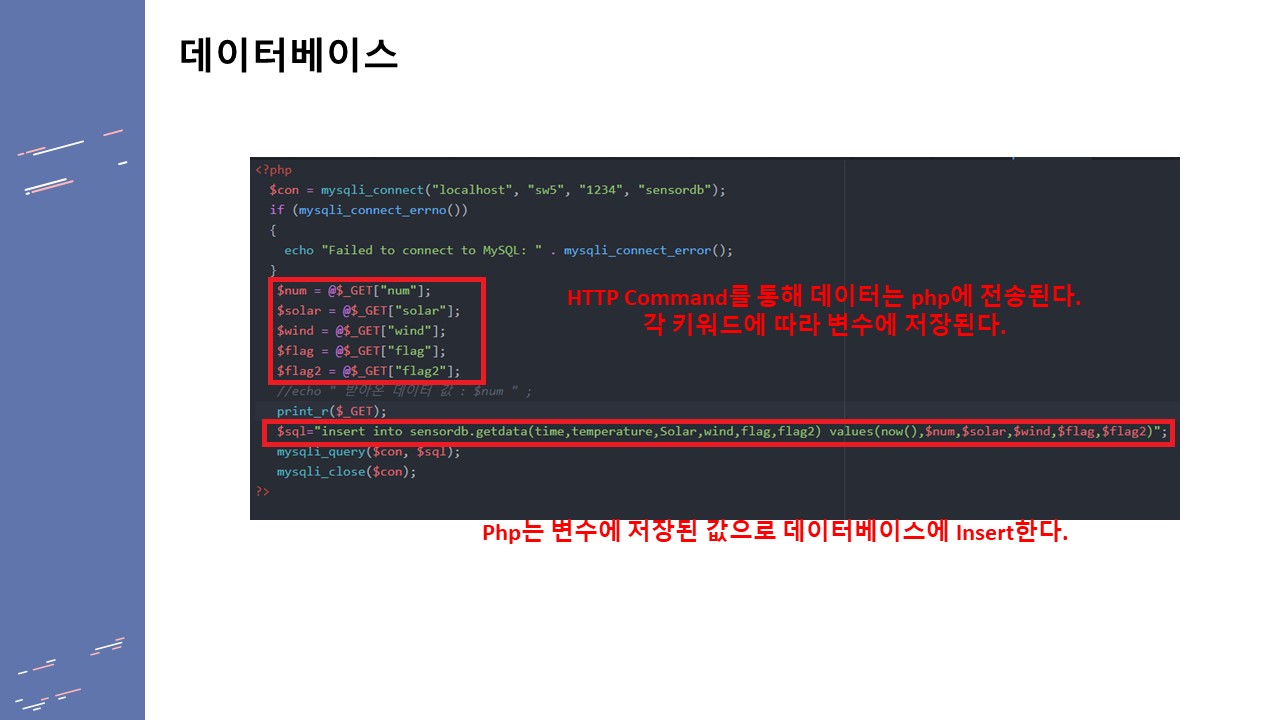 데이터베이스
<?php
$con = mysqli_connect("localhost", "sw5", "1234", "sensordb");
if (mysqli_connect_errno())
{
echo "Failed to connect to MySQL: " . mysqli_connect_error();
}
$num = @$_GET["num"];
$solar = @$_GET["solar"];
$wind = @$_GET["wind"];
$flag = @$_GET["flag"];
$flag2 = @$_GET["flag2"];
HTTP Command를 통해 데이터는 php에 전송된다.
각 키워드에 따라 변수에 저장된다.
//echo " 받아온 데이터 값 : $num " ;
print_r($_GET);
$sql="insert into sensordb.getdata(time,temperature,Solar,wind,flag,flag2) values(now(),$num,$solar,$wind,$flag,$flag2)";
mysqli_query($con, $sql);
mysqli_close($con);
?>
Php는 변수에 저장된 값으로 데이터베이스에 Insert한다.